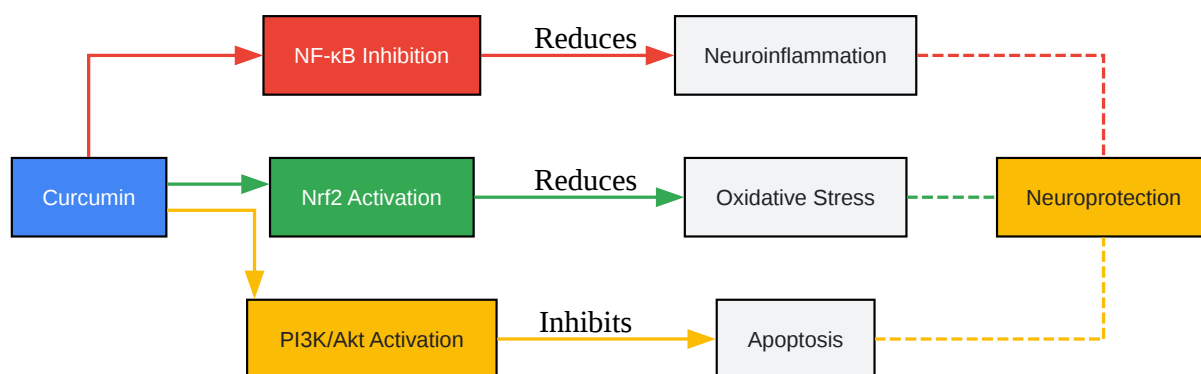 NF-κB Inhibition
Reduces
Neuroinflammation
Curcumin
Nrf2 Activation
Reduces
Oxidative Stress
Neuroprotection
PI3K/Akt Activation
Inhibits
Apoptosis